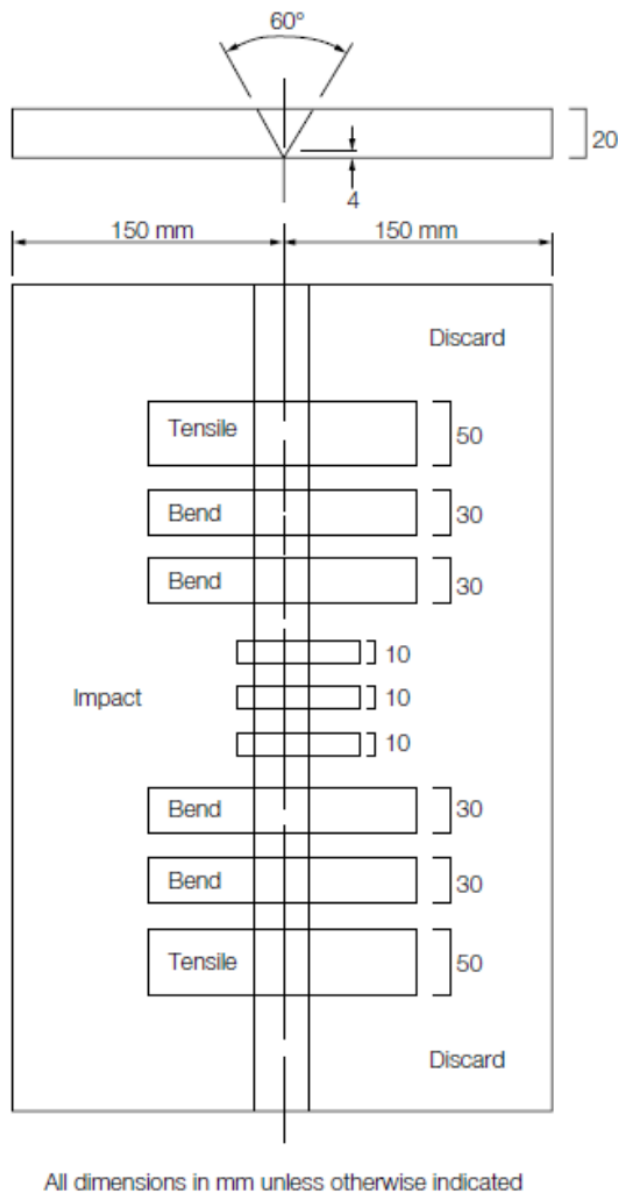 60°
20
4
150 mm 150 mm
Discard
Tensile 50
Bend 30
Bend 30
10
Impact 10
10
Bend 30
Bend 30
Tensile 50
Discard
All dimensions in mm unless otherwise indicated